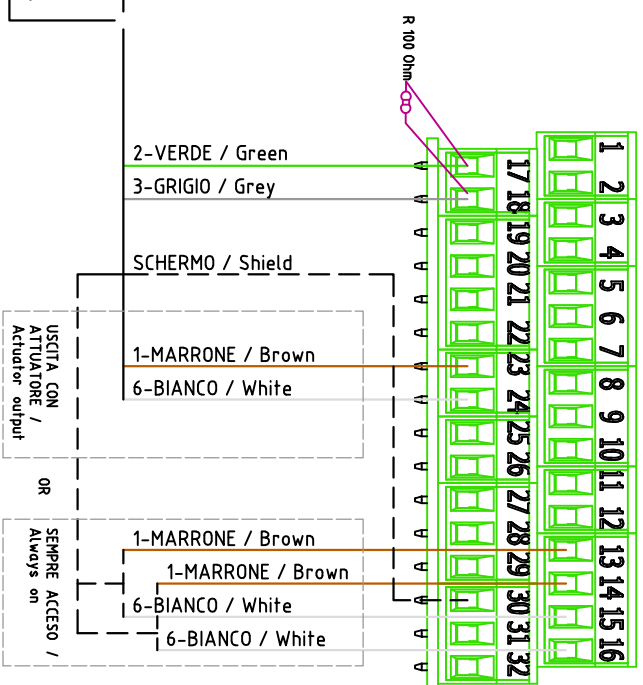 R 100 Ohm
2-VERDE / Green
3-GRIGIO / Grey
SCHERMO / Shield
1-MARRONE / Brown
6-BIANCO / White
USCITA CON
ATTUATORE /
Actuator output
OR
1-MARRONE / Brown
1-MARRONE / Brown
6-BIANCO / White
6-BIANCO / White
SEMPRE ACCESO /
Always on
17
18
19
20
21
22
23
24
25
26
27
28
29
30
31
32
1
2
3
4
5
6
7
8
9
10
11
12
13
14
15
16